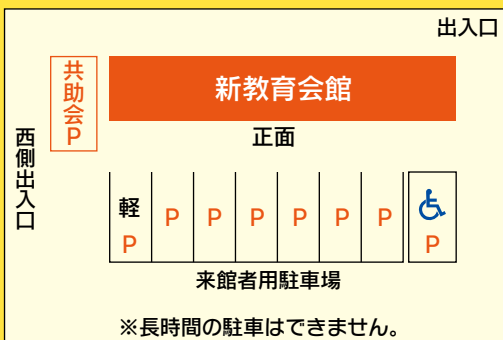 出入口
共助会P
新教育会館
正面
西側出入口
軽 P
P P P P P P
P
来館者用駐車場
※長時間の駐車はできません。